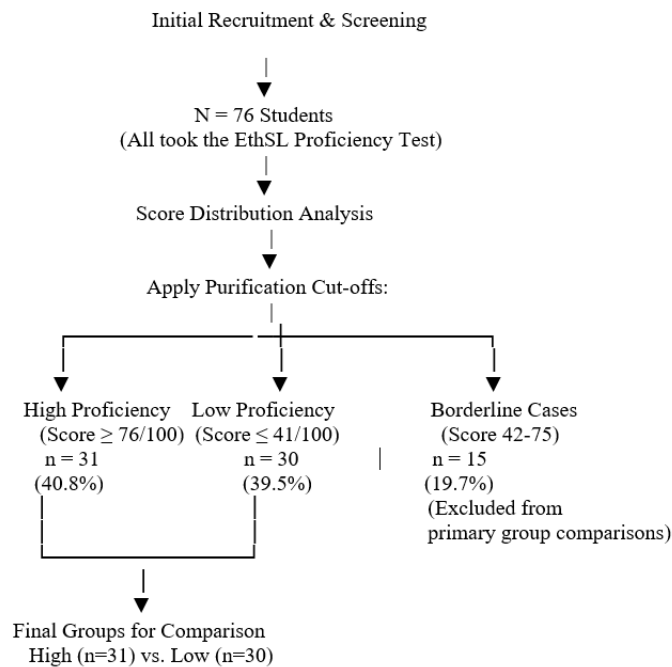 Initial Recruitment & Screening
N = 76 Students
(All took the EthSL Proficiency Test)
Score Distribution Analysis
Apply Purification Cut-offs:
High Proficiency
(Score ≥ 76/100)
n = 31
(40.8%)
Low Proficiency
(Score ≤ 41/100)
n = 30
(39.5%)
Borderline Cases
(Score 42-75)
n = 15
(19.7%)
(Excluded from
primary group comparisons)
Final Groups for Comparison
High (n=31) vs. Low (n=30)